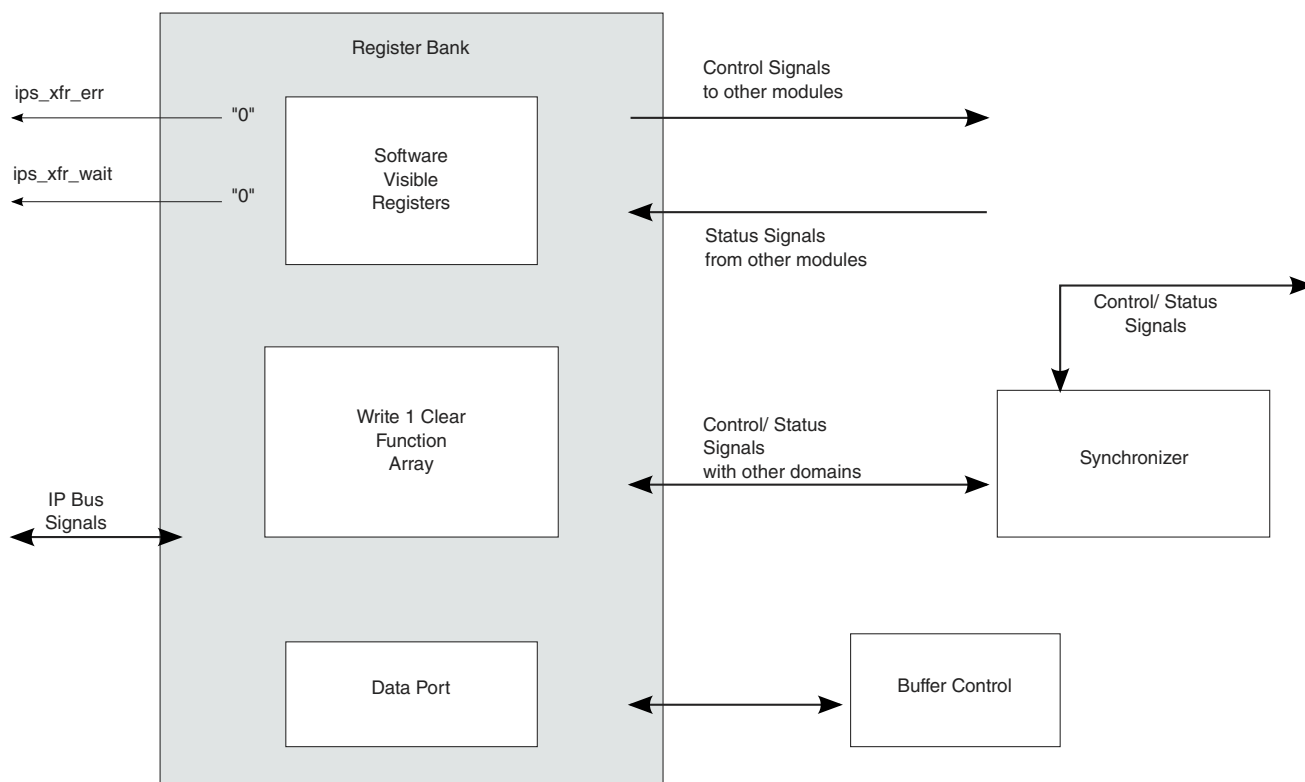 Register Bank
ips_xfr_err
"0"
Software
Visible
Registers
Control Signals
to other modules
ips_xfr_wait
"0"
Status Signals
from other modules
Control/ Status
Signals
Write 1 Clear
Function
Array
Control/ Status
Signals
with other domains
Synchronizer
IP Bus
Signals
Data Port
Buffer Control